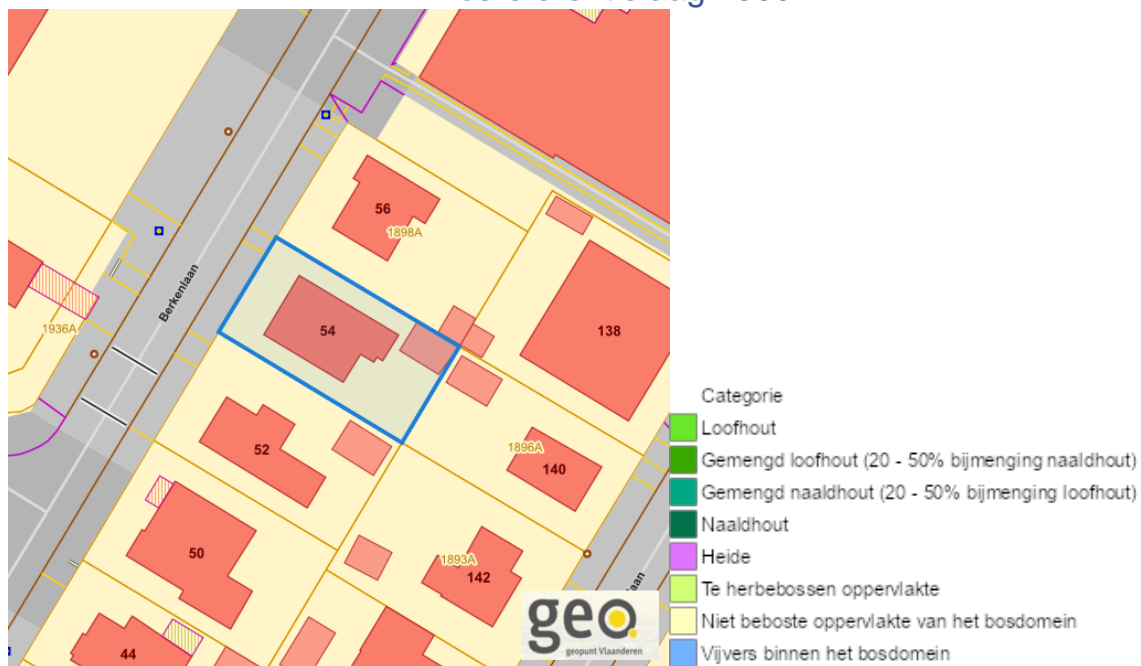 56
1898A
Berkenlaan
54
138
1936A
52
1896A
140
50
1893A
142
44
geo
geopunt Vlaanderen
Categorie
Loofhout
Gemengd loofhout (20 - 50% bijmenging naaldhout)
Gemengd naaldhout (20 - 50% bijmenging loofhout)
Naaldhout
Heide
Te herbebossen oppervlakte
Niet beboste oppervlakte van het bosdomein
Vijvers binnen het bosdomein